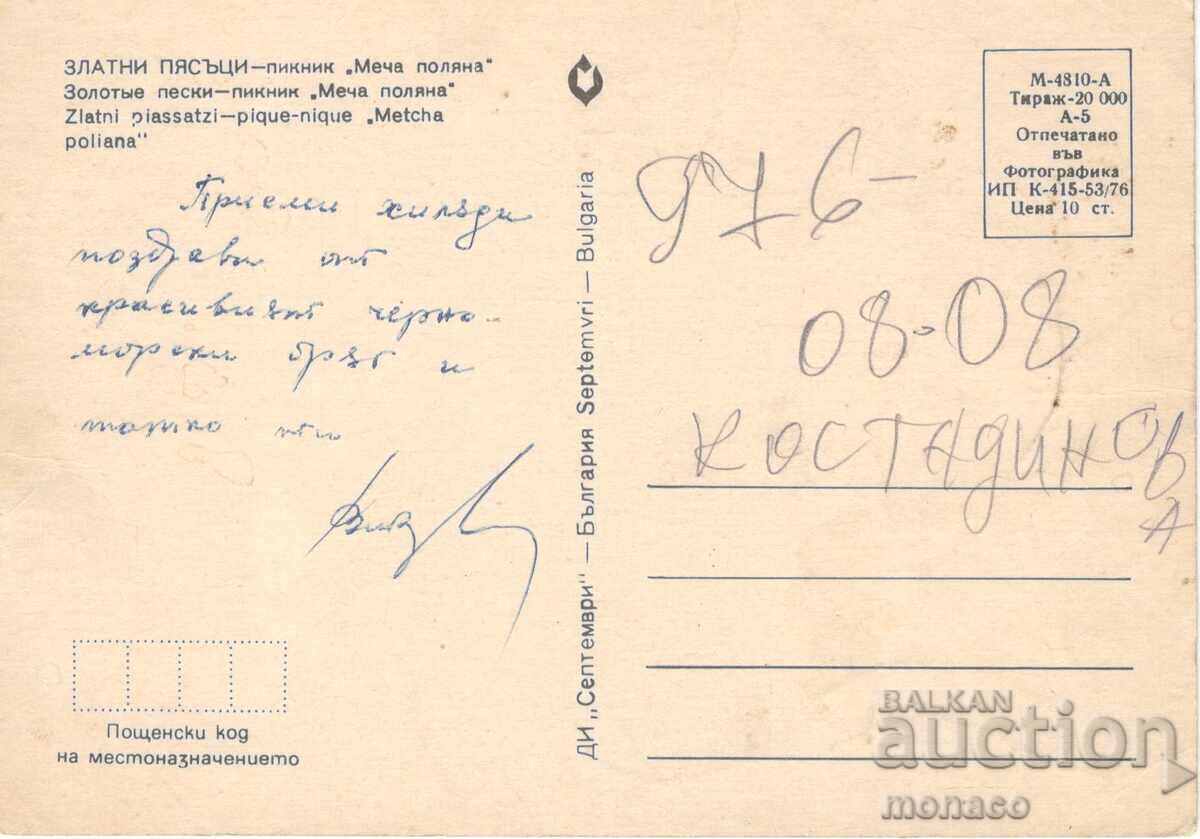 ЗЛАТНИ ПЯСЪЦИ—пикник „Меча поляна"
Золотые пески—пикник „Меча поляна"
Zlatni piassatzi—pique-nique „Metcha
poliana"
Приеми хиляди
поздрави от
красивият черно-
морски бряг и
Пощенски код
на местоназначението
ДИ „Септември" — България Septemvri — Bulgaria
М-4810-А
Тираж-20 000
А-5
Отпечатано
във
Фотографика
ИП К-415-53/76
Цена 10 ст.
976-
08-08
КОСТАДИНОВА
BALKAN
auction
monaco